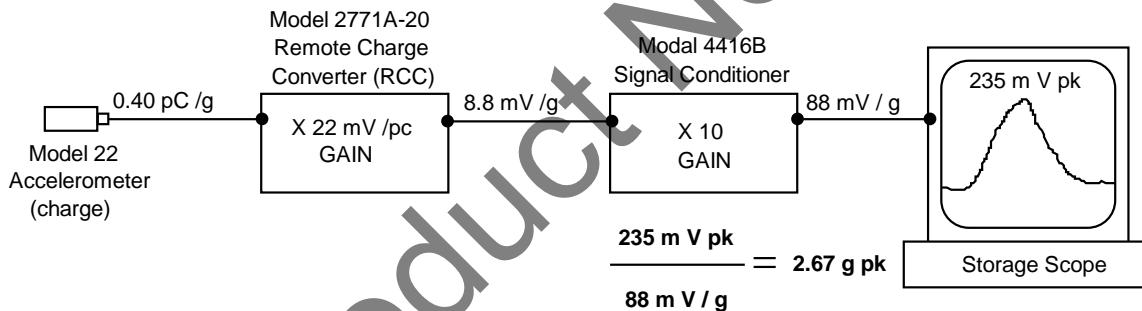 Model 2771A-20
Remote Charge
Converter (RCC)
Modal 4416B
Signal Conditioner
0.40 pC /g
8.8 mV /g
88 mV / g
235 m V pk
X 22 mV /pc
GAIN
X 10
GAIN
Model 22
Accelerometer
(charge)
235 m V pk
88 m V / g
= 2.67 g pk
Storage Scope